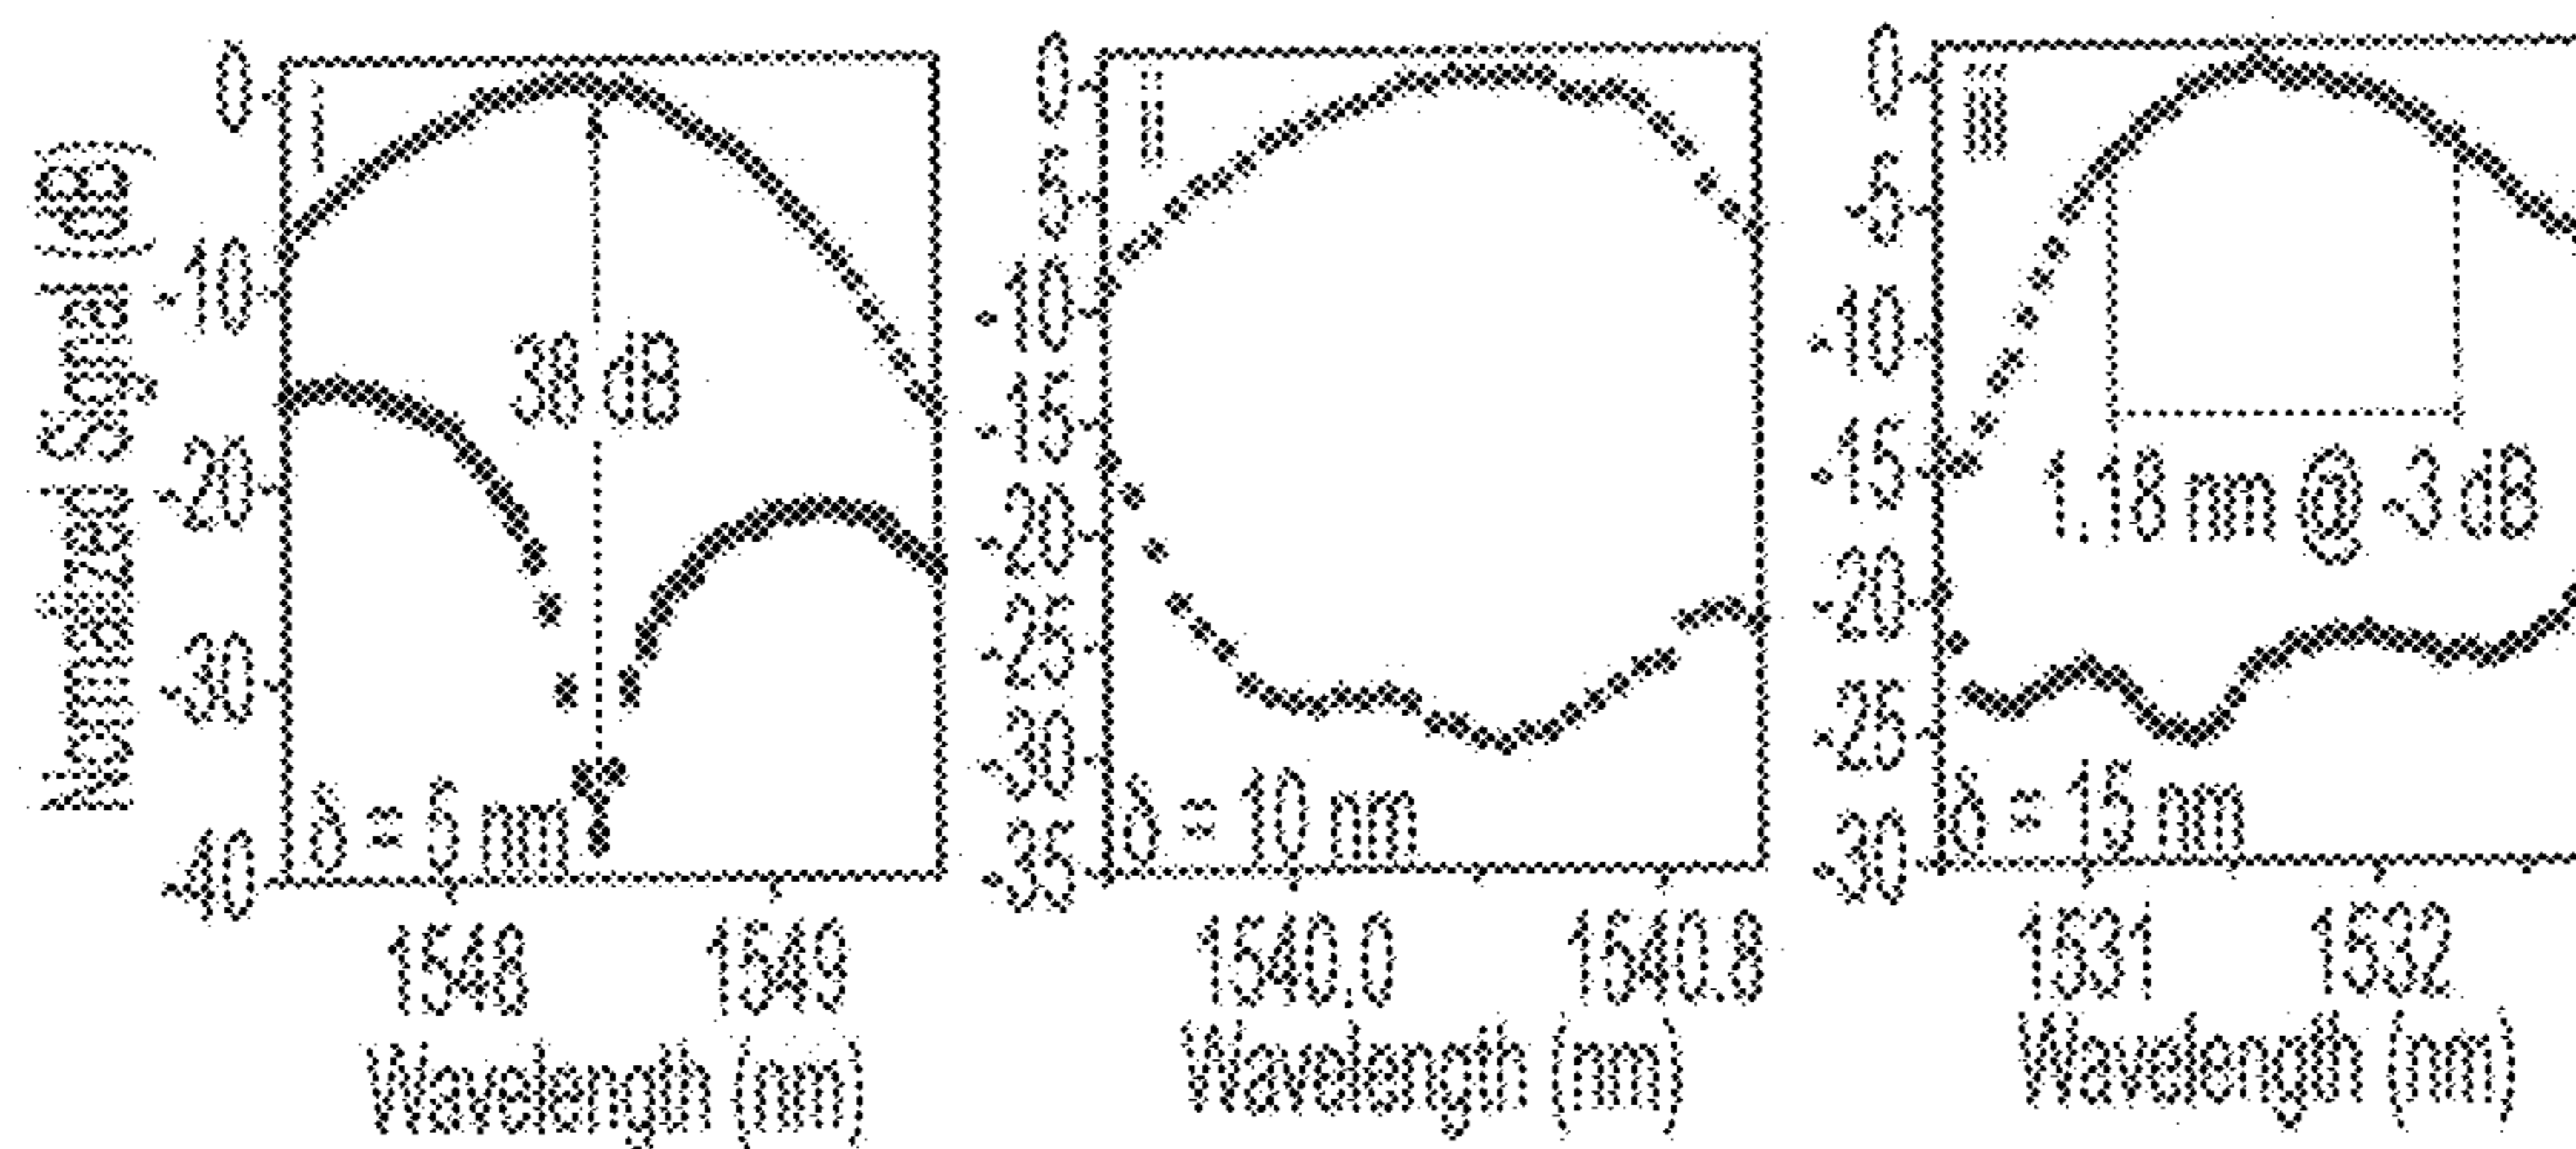 Normalized Signal (dB)
0
-10
-20
-30
-40
i
38 dB
δ = 5 nm
1548 1549
Wavelength (nm)
0
-5
-10
-15
-20
-25
-30
-35
ii
δ = 10 nm
1540.0 1540.8
Wavelength (nm)
0
-5
-10
-15
-20
-25
-30
iii
1.18 nm @ -3 dB
δ = 15 nm
1531 1532
Wavelength (nm)